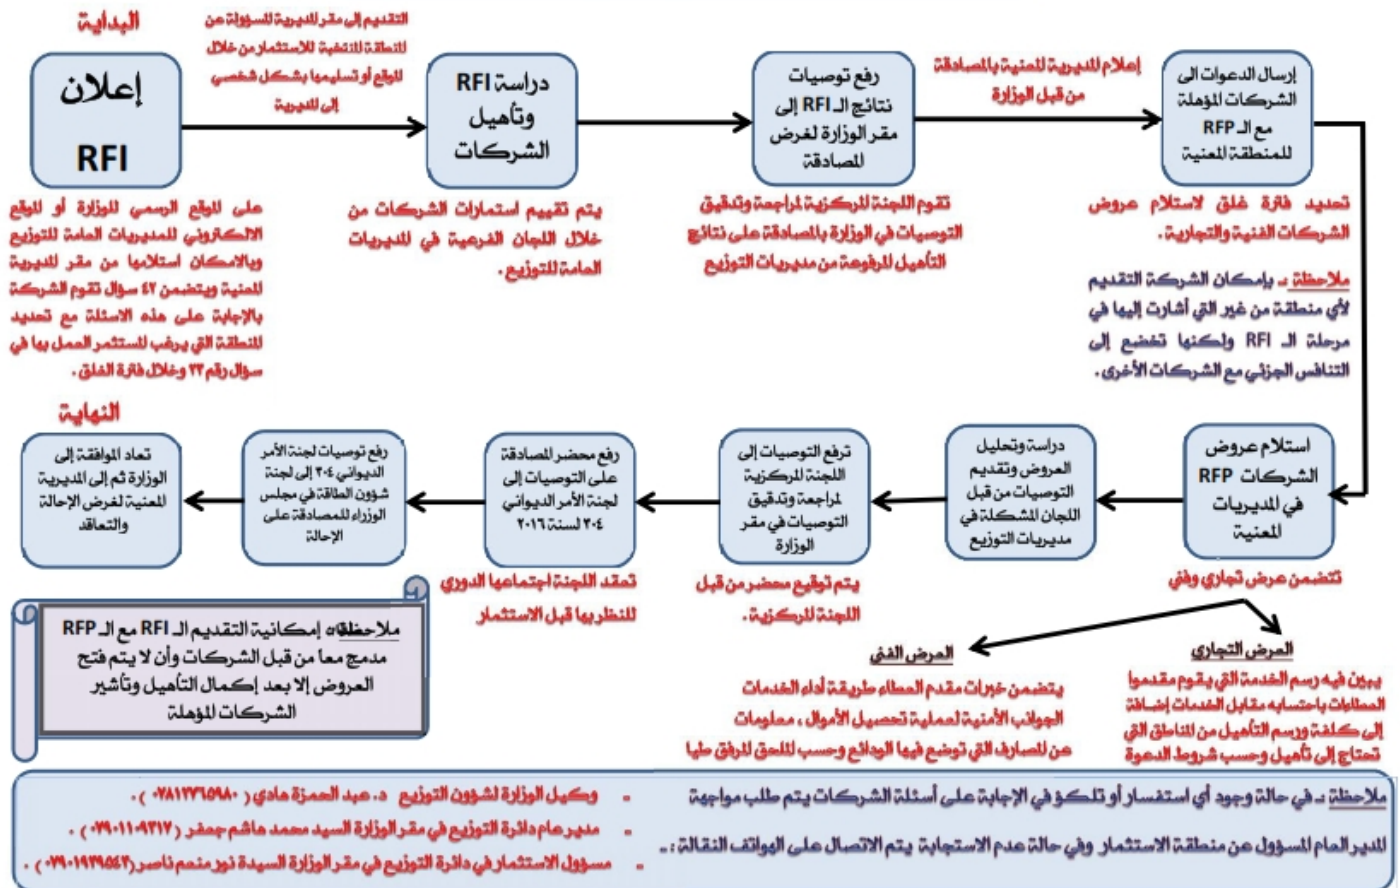 البداية
إعلان
RFI
على الموقع الرسمي للوزارة أو الموقع
الالكتروني للمديريات العامة للتوزيع
وبالامكان استلامها من مقر المديرية
المعنية ويتضمن ٤٢ سؤال تقوم الشركة
بالإجابة على هذه الاسئلة مع تحديد
المنطقة التي يرغب المستثمر العمل بها في
سؤال رقم ٢٣ وخلال فترة الغلق.
التقديم إلى مقر المديرية المسؤولة عن
المنطقة المنتخبة للاستثمار من خلال
الموقع أو تسليمها بشكل شخصي
إلى المديرية
دراسة RFI
وتأهيل
الشركات
يتم تقييم استمارات الشركات من
خلال اللجان الفرعية في المديريات
العامة للتوزيع.
رفع توصيات
نتائج الـ RFI إلى
مقر الوزارة لغرض
المصادقة
تقوم اللجنة المركزية لمراجعة وتدقيق
التوصيات في الوزارة بالمصادقة على نتائج
التأهيل المرفوعة من مديريات التوزيع
إعلام المديرية المعنية بالمصادقة
من قبل الوزارة
إرسال الدعوات الى
الشركات المؤهلة
مع الـ RFP
للمنطقة المعنية
تحديد فترة غلق لاستلام عروض
الشركات الفنية والتجارية.
ملاحظة :ـ بإمكان الشركة التقديم
لأي منطقة من غير التي أشارت إليها في
مرحلة الـ RFI ولكنها تخضع إلى
التنافس الجزئي مع الشركات الأخرى.
استلام عروض
الشركات RFP
في المديريات
المعنية
تتضمن عرض تجاري وفني
العرض التجاري
يبين فيه رسم الخدمة التي يقوم مقدموا
العطاءات باحتسابه مقابل الخدمات إضافة
إلى كلفة ورسم التأهيل من المناطق التي
تحتاج إلى تأهيل وحسب شروط الدعوة
العرض الفني
يتضمن خبرات مقدم العطاء طريقة أداء الخدمات
الجوانب الأمنية لعملية تحصيل الأموال ، معلومات
عن المصارف التي توضع فيها الودائع وحسب الملحق المرفق طيا
دراسة وتحليل
العروض وتقديم
التوصيات من قبل
اللجان المشكلة في
مديريات التوزيع
ترفع التوصيات إلى
اللجنة المركزية
لمراجعة وتدقيق
التوصيات في مقر
الوزارة
يتم توقيع محضر من قبل
اللجنة المركزية.
رفع محضر المصادقة
على التوصيات إلى
لجنة الأمر الديواني
٣٠٤ لسنة ٢٠١٦
تعقد اللجنة اجتماعها الدوري
للنظر بها قبل الاستثمار
رفع توصيات لجنة الأمر
الديواني ٣٠٤ إلى لجنة
شؤون الطاقة في مجلس
الوزراء للمصادقة على
الإحالة
النهاية
تعاد الموافقة إلى
الوزارة ثم إلى المديرية
المعنية لغرض الإحالة
والتعاقد
إمكانية التقديم الـ RFI مع الـ RFP
مدمج معا من قبل الشركات وأن لا يتم فتح
العروض إلا بعد إكمال التأهيل وتأشير
الشركات المؤهلة
ملاحظة :ـ في حالة وجود أي استفسار أو تلكؤ في الإجابة على أسئلة الشركات يتم طلب مواجهة
المدير العام المسؤول عن منطقة الاستثمار وفي حالة عدم الاستجابة يتم الاتصال على الهواتف النقالة :ـ
- وكيل الوزارة لشؤون التوزيع د. عبد الحمزة هادي ( ٠٧٨١٢٣٦٥٩٨٠ ) .
- مدير عام دائرة التوزيع في مقر الوزارة السيد محمد هاشم جعفر ( ٠٧٩٠١١٠٩٣١٧ ) .
- مسؤول الاستثمار في دائرة التوزيع في مقر الوزارة السيدة نوز منعم ناصر ( ٠٧٩٠١٩٣٩٥٤٢ ) .